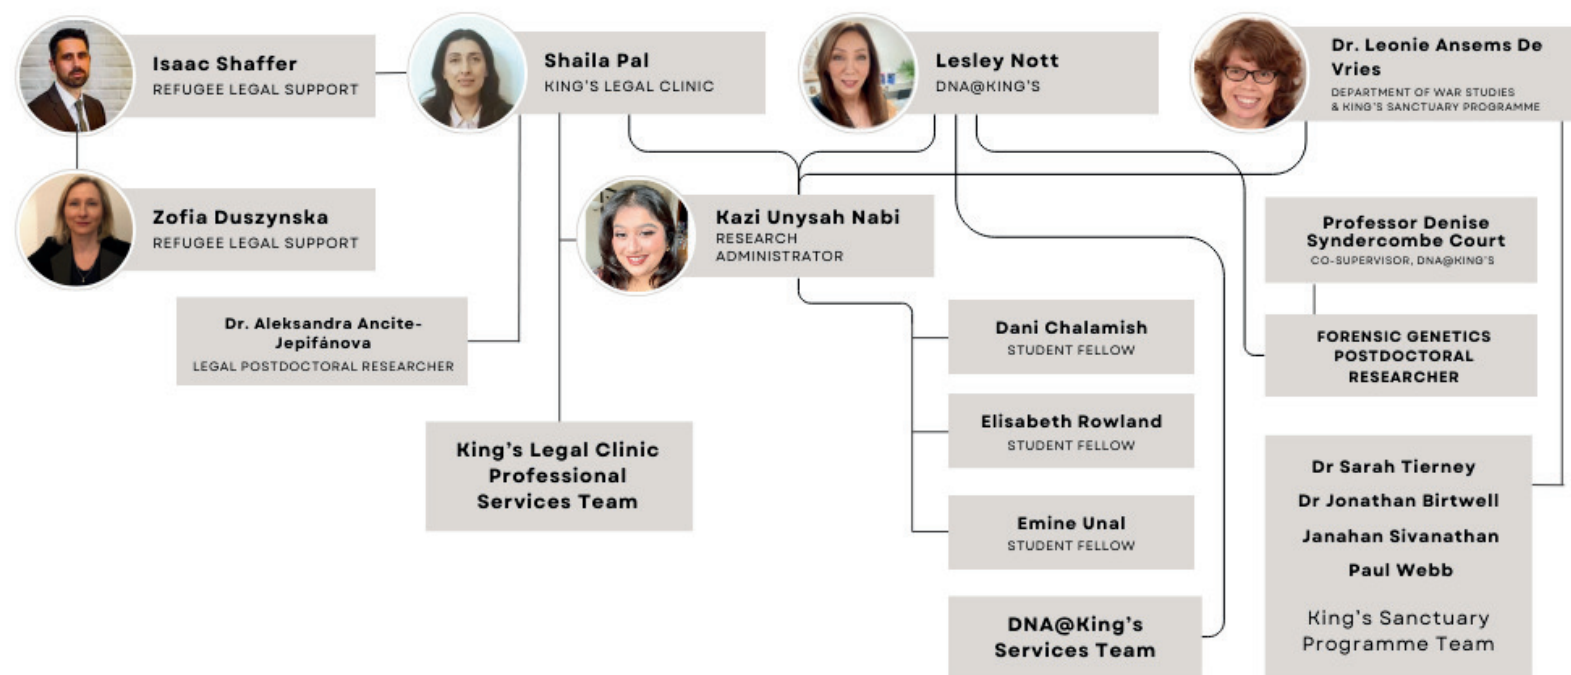 Isaac Shaffer
REFUGEE LEGAL SUPPORT
Shaila Pal
KING'S LEGAL CLINIC
Lesley Nott
DNA@KING'S
Dr. Leonie Ansems De
Vries
DEPARTMENT OF WAR STUDIES
& KING'S SANCTUARY PROGRAMME
Zofia Duszynska
REFUGEE LEGAL SUPPORT
Kazi Unysah Nabi
RESEARCH
ADMINISTRATOR
Professor Denise
Syndercombe Court
CO-SUPERVISOR, DNA@KING'S
Dr. Aleksandra Ancite-
Jepifánova
LEGAL POSTDOCTORAL RESEARCHER
Dani Chalamish
STUDENT FELLOW
FORENSIC GENETICS
POSTDOCTORAL
RESEARCHER
Elisabeth Rowland
STUDENT FELLOW
King's Legal Clinic
Professional
Services Team
Emine Unal
STUDENT FELLOW
Dr Sarah Tierney
Dr Jonathan Birtwell
Janahan Sivanathan
Paul Webb
King's Sanctuary
Programme Team
DNA@King's
Services Team